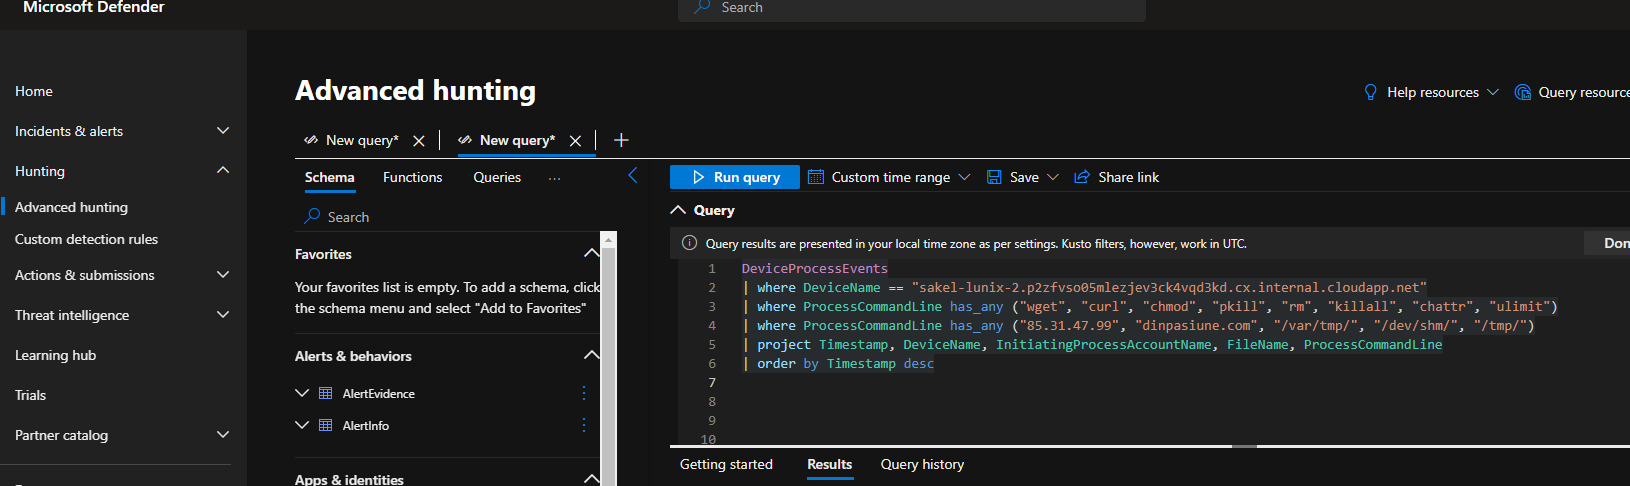 Microsoft Defender
Search
Home
Incidents & alerts
Hunting
Advanced hunting
Custom detection rules
Actions & submissions
Threat intelligence
Learning hub
Trials
Partner catalog
Advanced hunting
Help resources
Query resource
New query*
New query*
Schema
Functions
Queries
...
Search
Favorites
Your favorites list is empty. To add a schema, click
the schema menu and select "Add to Favorites"
Alerts & behaviors
AlertEvidence
AlertInfo
Apps & identities
Run query
Custom time range
Save
Share link
Query
Query results are presented in your local time zone as per settings. Kusto filters, however, work in UTC.
Don
1 DeviceProcessEvents
2 | where DeviceName == "sakel-lunix-2.p2zfvso05mlezjev3ck4vqd3kd.cx.internal.cloudapp.net"
3 | where ProcessCommandLine has_any ("wget", "curl","chmod", "pkill", "rm", "killall", "chattr", "ulimit")
4 | where ProcessCommandLine has_any ("85.31.47.99", "dinpasiune.com", "/var/tmp/", "/dev/shm/", "/tmp/")
5 | project Timestamp, DeviceName, InitiatingProcessAccountName, FileName, ProcessCommandLine
6 | order by Timestamp desc
7
8
9
10
Getting started
Results
Query history